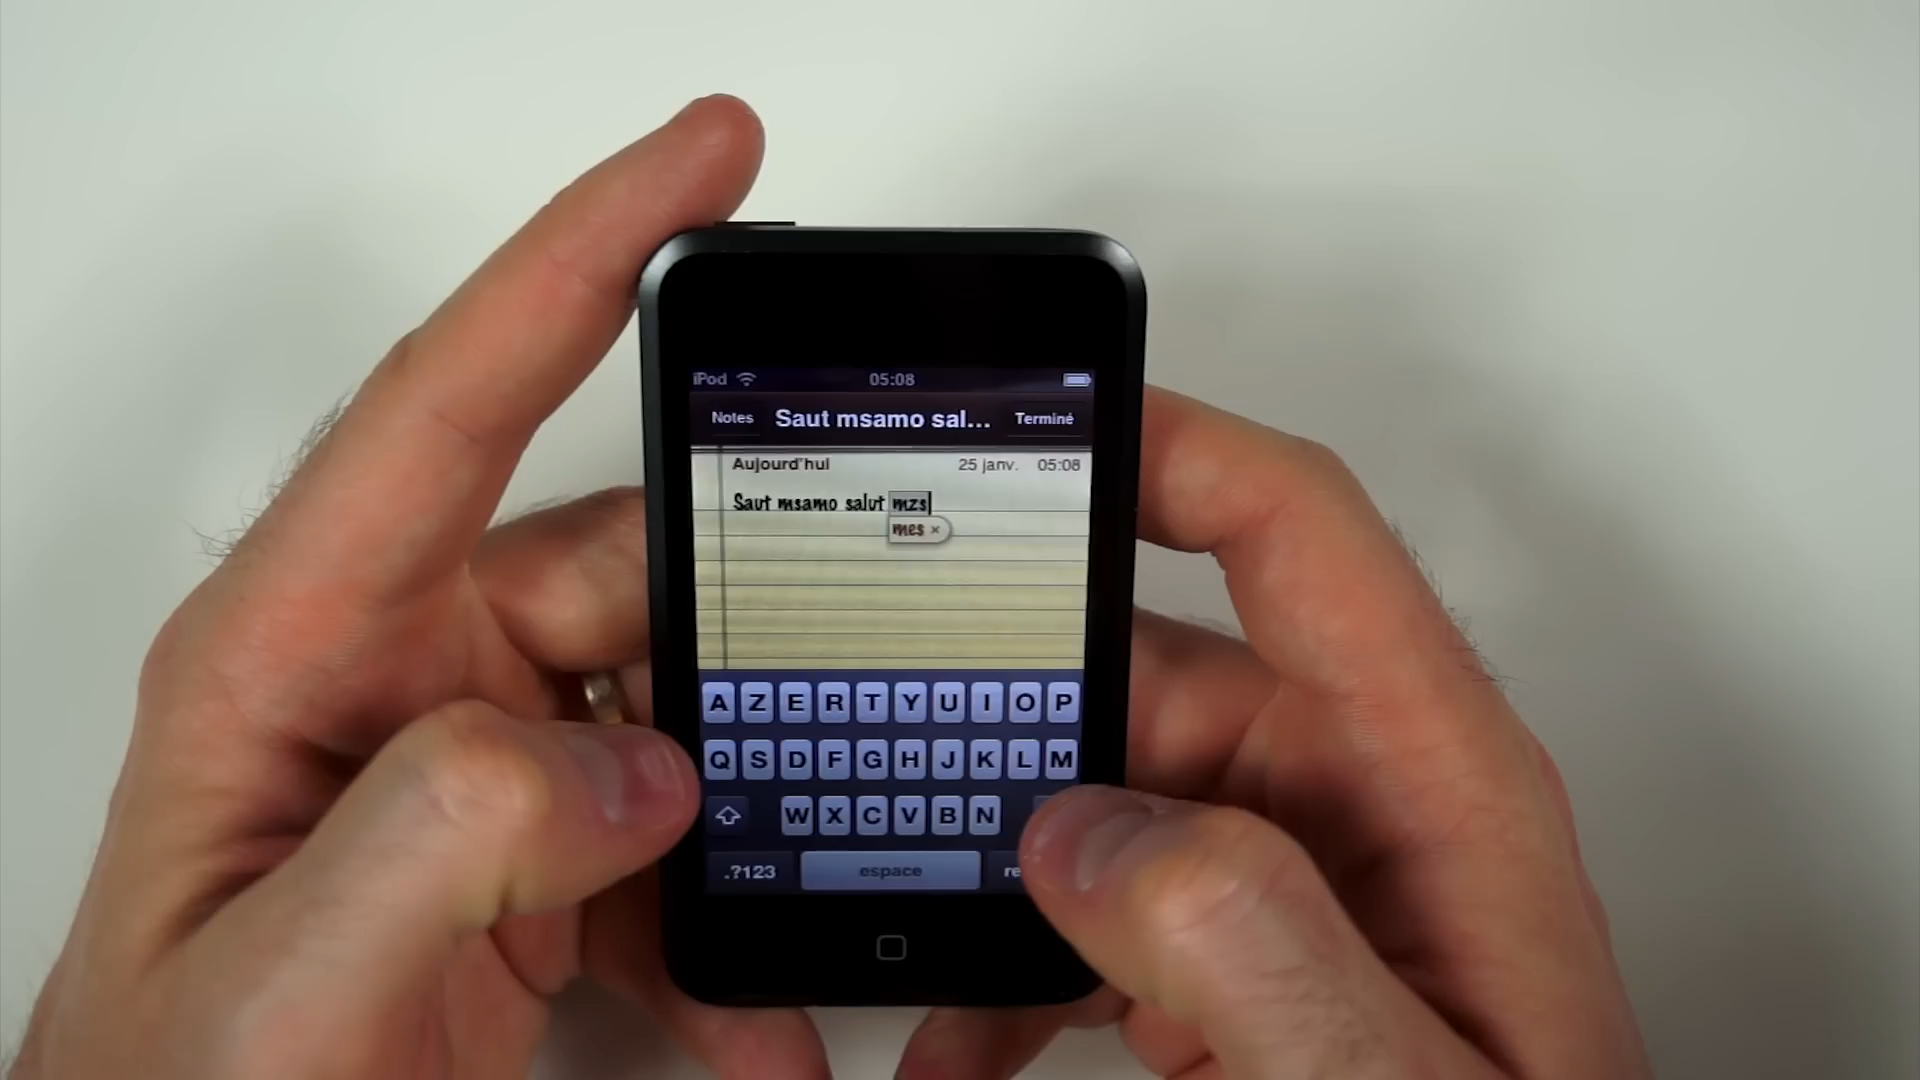 iPod 05:08
Notes Saut msamo sal... Terminé
Aujourd'hui 25 janv. 05:08
Saut msamo salut mzs
mes ×
A Z E R T Y U I O P
Q S D F G H J K L M
W X C V B N
.?123 espace re